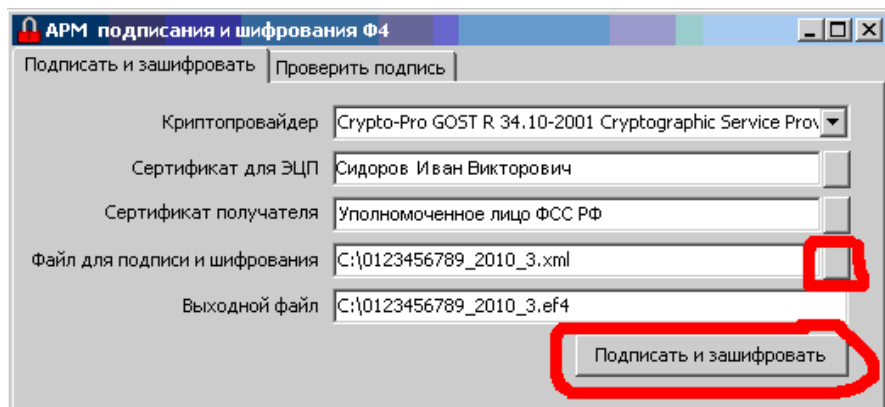 АРМ подписания и шифрования Ф4
Подписать и зашифровать Проверить подпись
Криптопровайдер Crypto-Pro GOST R 34.10-2001 Cryptographic Service Prov
Сертификат для ЭЦП Сидоров Иван Викторович
Сертификат получателя Уполномоченное лицо ФСС РФ
Файл для подписи и шифрования C:\0123456789_2010_3.xml
Выходной файл C:\0123456789_2010_3.ef4
Подписать и зашифровать